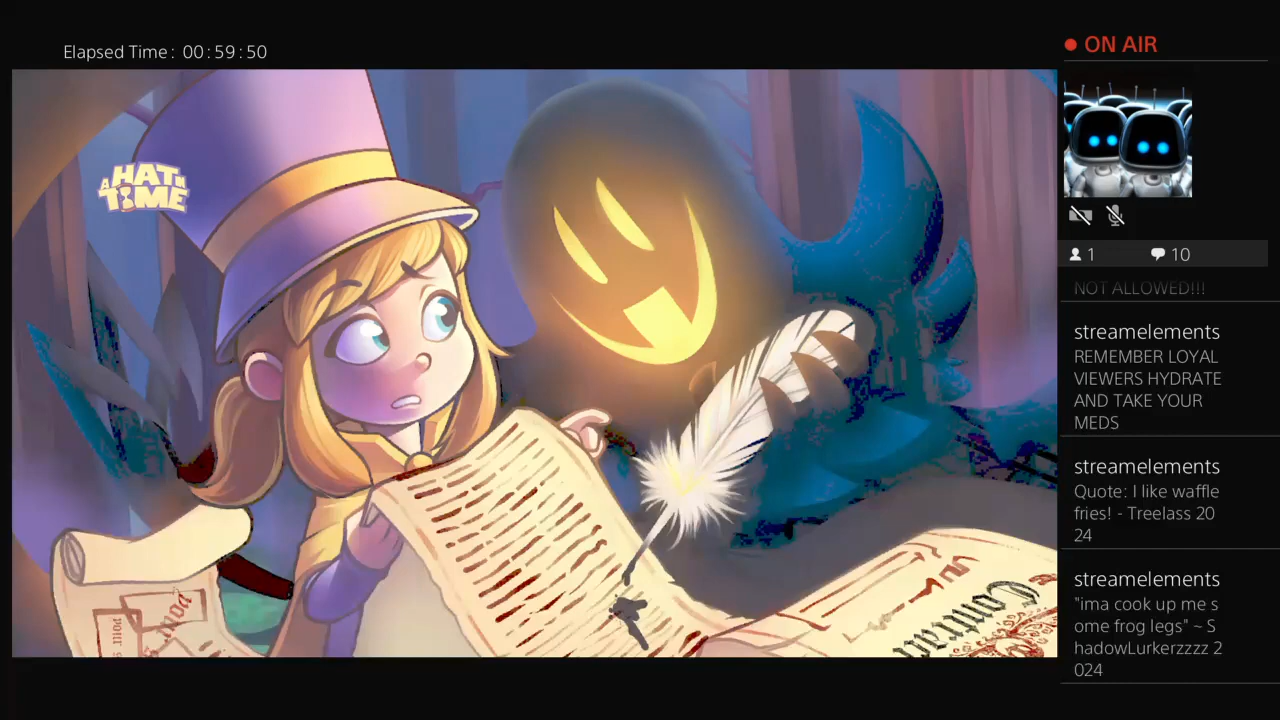 Elapsed Time: 00:59:50
ON AIR
A HAT IN TIME
1
10
NOT ALLOWED!!!
streamelements
REMEMBER LOYAL
VIEWERS HYDRATE
AND TAKE YOUR
MEDS
streamelements
Quote: I like waffle
fries! - Treelass 20
24
streamelements
"ima cook up me s
ome frog legs" ~ S
hadowLurkerzzzz 2
024
Contract